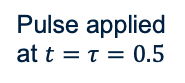 Pulse applied
at t = τ = 0.5